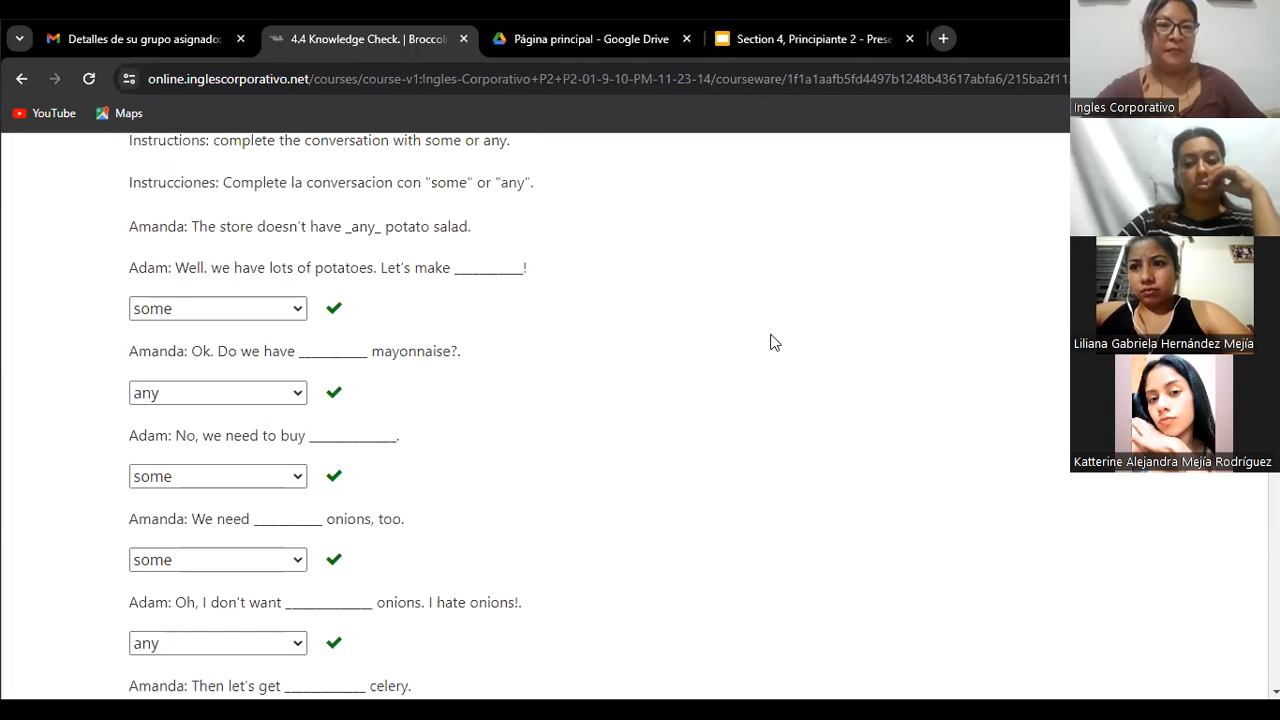 Detalles de su grupo asignado:
4.4 Knowledge Check. | Broccoli
Página principal - Google Drive
Section 4, Principiante 2 - Prese
online.inglescorporativo.net/courses/course-v1:Ingles-Corporativo+P2+P2-01-9-10-PM-11-23-14/courseware/1f1a1aafb5fd4497b1248b43617abfa6/215ba2f11
YouTube
Maps
Instructions: complete the conversation with some or any.
Instrucciones: Complete la conversacion con "some" or "any".
Amanda: The store doesn't have _any_ potato salad.
Adam: Well. we have lots of potatoes. Let's make ___________!
some
Amanda: Ok. Do we have ___________ mayonnaise?.
any
Adam: No, we need to buy ______________.
some
Amanda: We need ___________ onions, too.
some
Adam: Oh, I don't want ______________ onions. I hate onions!.
any
Amanda: Then let's get _____________ celery.
Ingles Corporativo
Liliana Gabriela Hernández Mejía
Katterine Alejandra Mejía Rodríguez